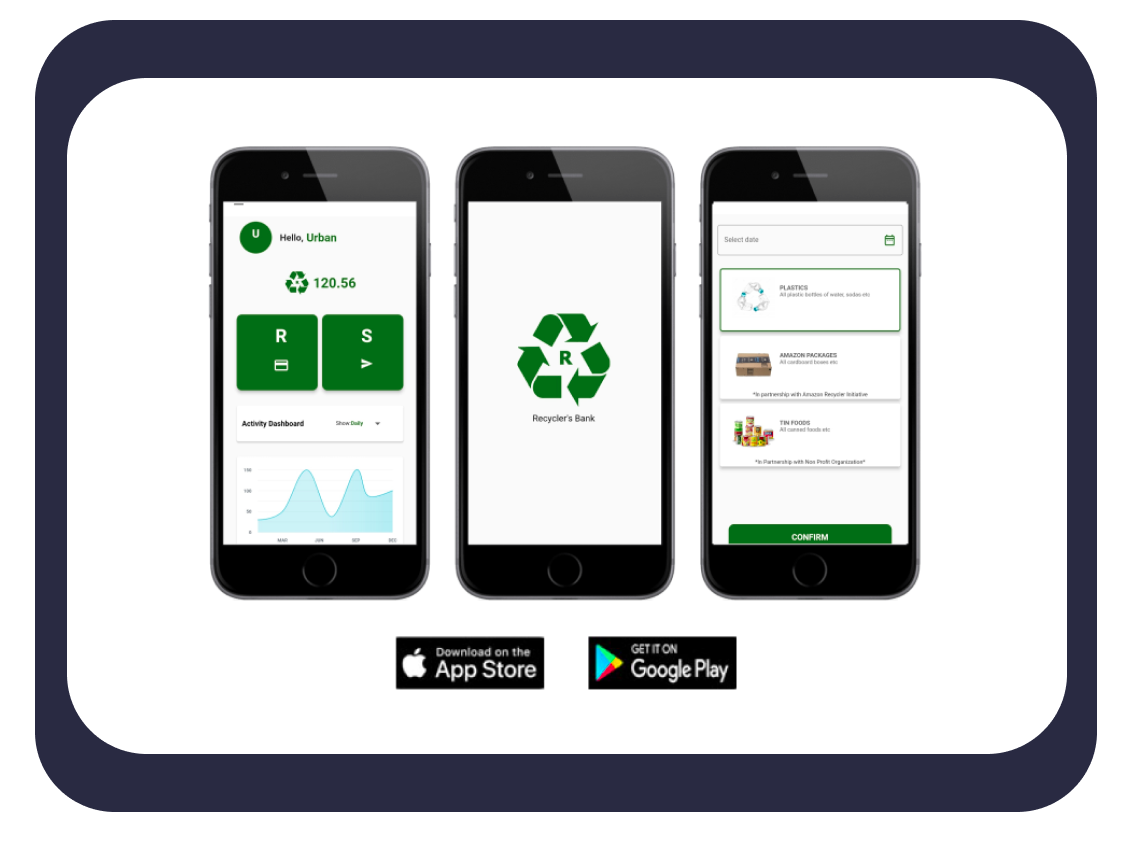 U
Hello, Urban
120.56
R
S
Activity Dashboard
Show Daily
150
100
50
0
MAR
JUN
SEP
DEC
R
Recycler's Bank
Select date
PLASTICS
All plastic bottles of water, sodas etc
AMAZON PACKAGES
All cardboard boxes etc
*In partnership with Amazon Recycler Initiative
TIN FOODS
All canned foods etc
*In Partnership with Non Profit Organization*
CONFIRM
Download on the
App Store
GET IT ON
Google Play